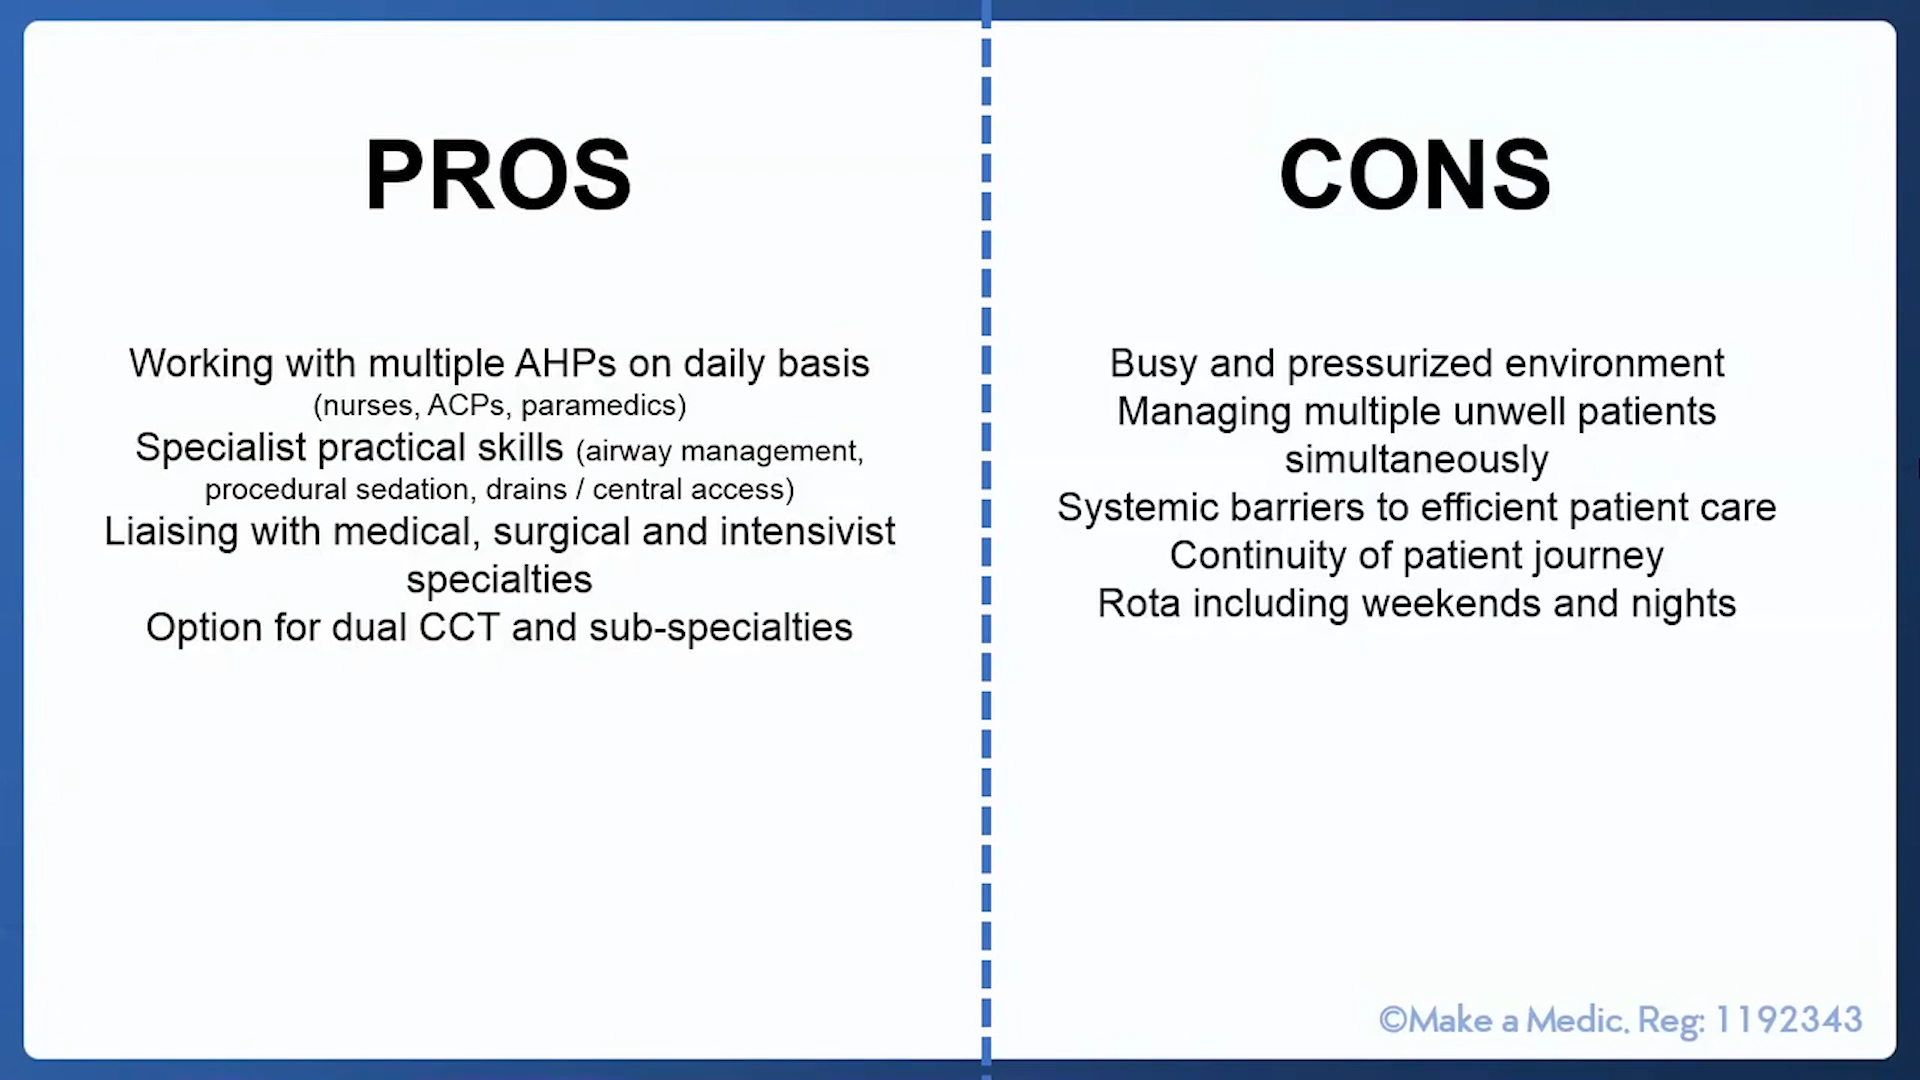 PROS
Working with multiple AHPs on daily basis
(nurses, ACPs, paramedics)
Specialist practical skills (airway management,
procedural sedation, drains / central access)
Liaising with medical, surgical and intensivist
specialties
Option for dual CCT and sub-specialties
CONS
Busy and pressurized environment
Managing multiple unwell patients
simultaneously
Systemic barriers to efficient patient care
Continuity of patient journey
Rota including weekends and nights
©Make a Medic. Reg: 1192343